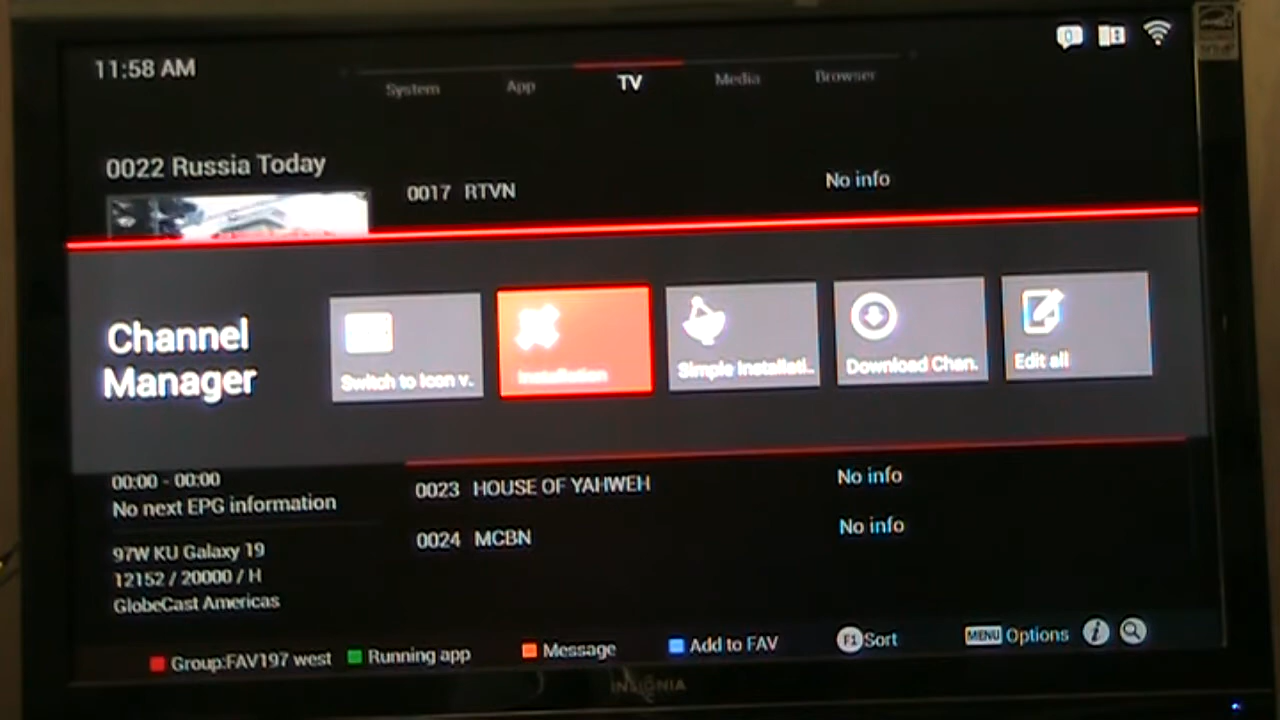 11:58 AM
System App TV Media Browser
0022 Russia Today
0017 RTVN No info
Channel
Manager
Switch to Icon v..
Installation
Simple Installati..
Download Chan.
Edit all
00:00 - 00:00
No next EPG information
0023 HOUSE OF YAHWEH No info
0024 MCBN No info
97W KU Galaxy 19
12152 / 20000 / H
GlobeCast Americas
Group:FAV197 west Running app Message Add to FAV F1 Sort MENU Options
INSIGNIA